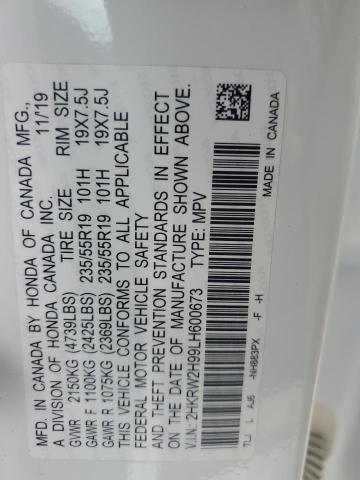 MFD. IN CANADA BY HONDA OF CANADA MFG.,
A DIVISION OF HONDA CANADA INC. 11/19
TIRE SIZE RIM SIZE
GVWR 2150KG (4739LBS)
GAWR F 1100KG (2425LBS) 235/55R19 101H 19X7.5J
GAWR R 1075KG (2369LBS) 235/55R19 101H 19X7.5J
THIS VEHICLE CONFORMS TO ALL APPLICABLE
FEDERAL MOTOR VEHICLE SAFETY
AND THEFT PREVENTION STANDARDS IN EFFECT
ON THE DATE OF MANUFACTURE SHOWN ABOVE.
V.I.N.: 2HKRW2H99LH600673 TYPE: MPV
TLJ L AJ6 -NH883PX -F -H
MADE IN CANADA